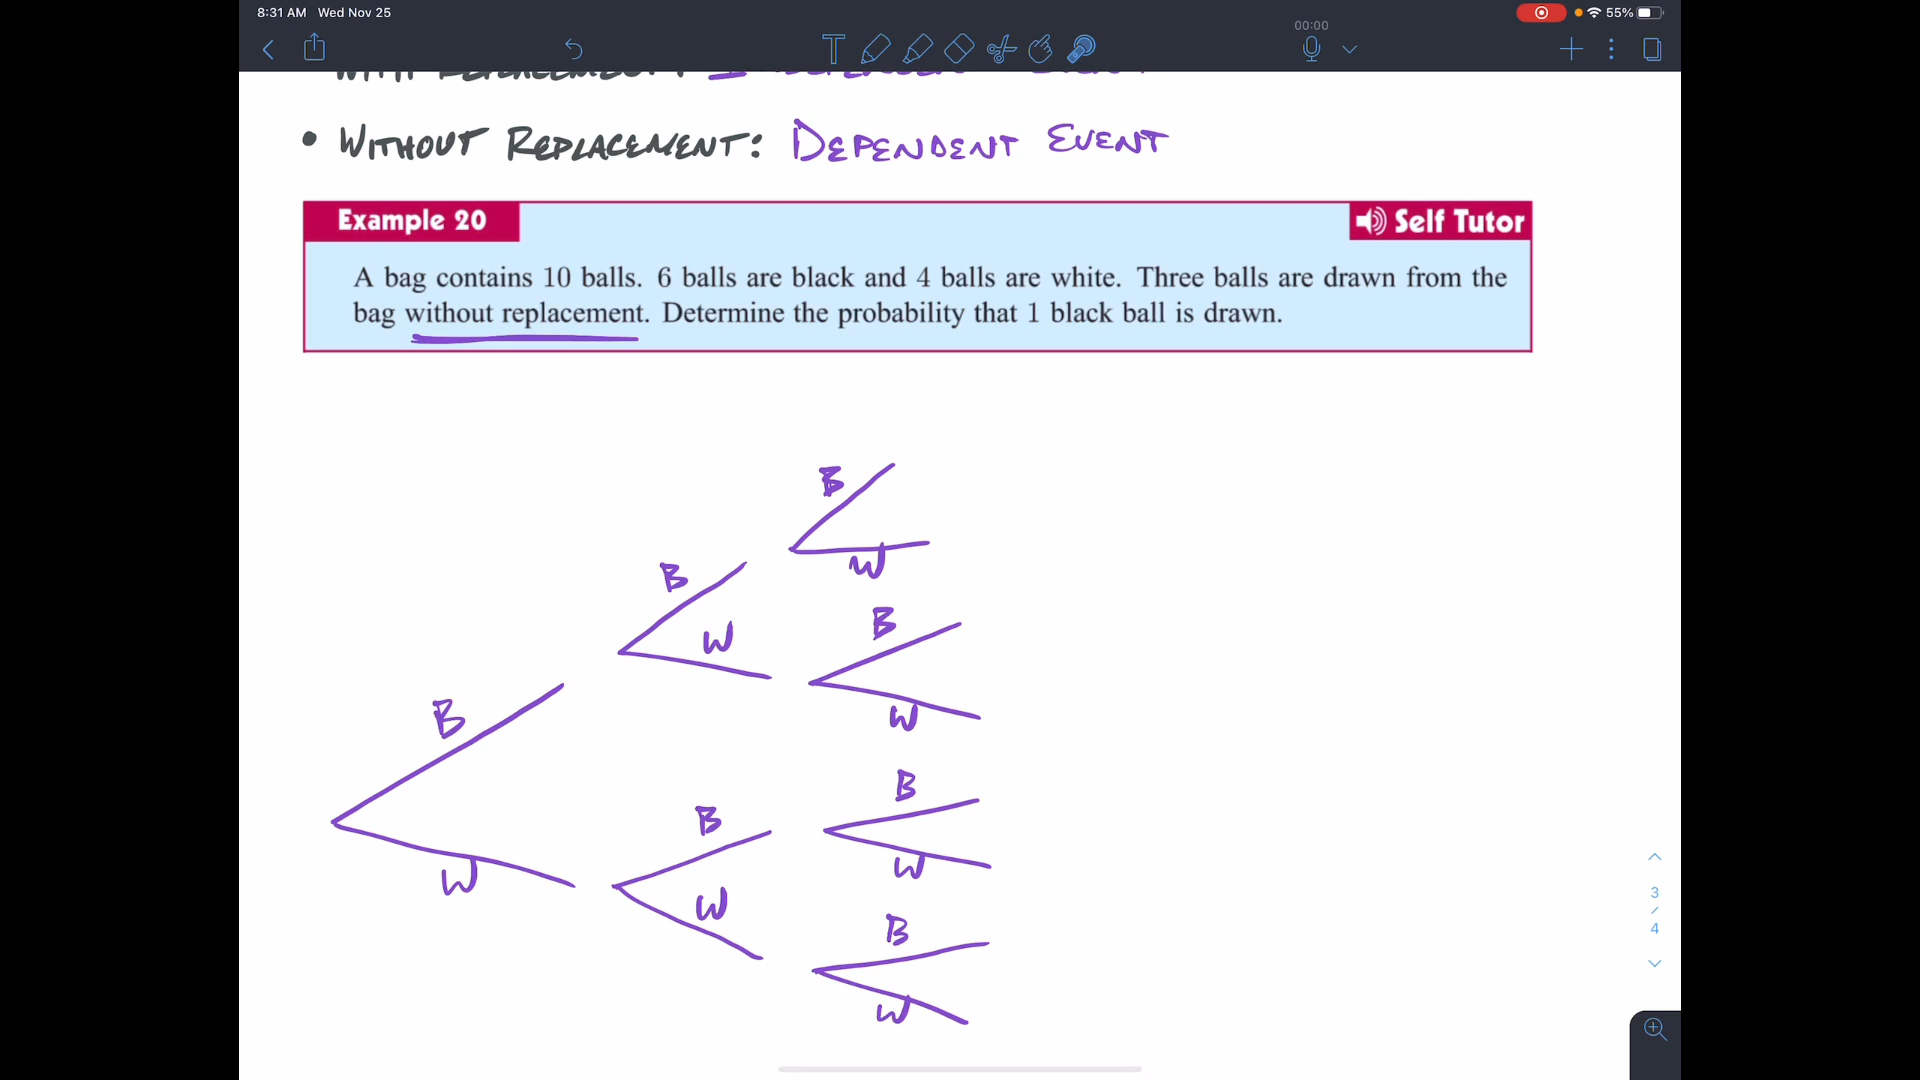 8:31 AM Wed Nov 25
55%
00:00
T
• WITHOUT REPLACEMENT: DEPENDENT EVENT
Example 20
Self Tutor
A bag contains 10 balls. 6 balls are black and 4 balls are white. Three balls are drawn from the
bag without replacement. Determine the probability that 1 black ball is drawn.
B
W
B
W
B
W
B
W
B
W
B
W
B
W
3
/
4